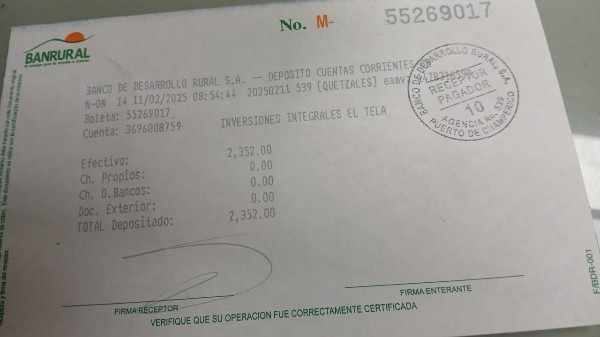 BANRURAL
No. M- 55269017
BANCO DE DESARROLLO RURAL S.A. -- DEPOSITO CUENTAS CORRIENTES
N-ON 14 11/02/2025 08:54:44 20250211 539 [QUETZALES]
Boleta: 55269017_
Cuenta: 3696008759 INVERSIONES INTEGRALES EL TELA
Efectivo: 2,352.00
Ch. Propios: 0.00
Ch. O.Bancos: 0.00
Doc. Exterior: 0.00
TOTAL Depositado: 2,352.00
BANCO DE DESARROLLO RURAL, S.A.
RECEPTOR
PAGADOR
10
AGENCIA No. 539
PUERTO DE CHAMPERICO
FIRMA RECEPTOR
FIRMA ENTERANTE
VERIFIQUE QUE SU OPERACION FUE CORRECTAMENTE CERTIFICADA
F/BDR-001